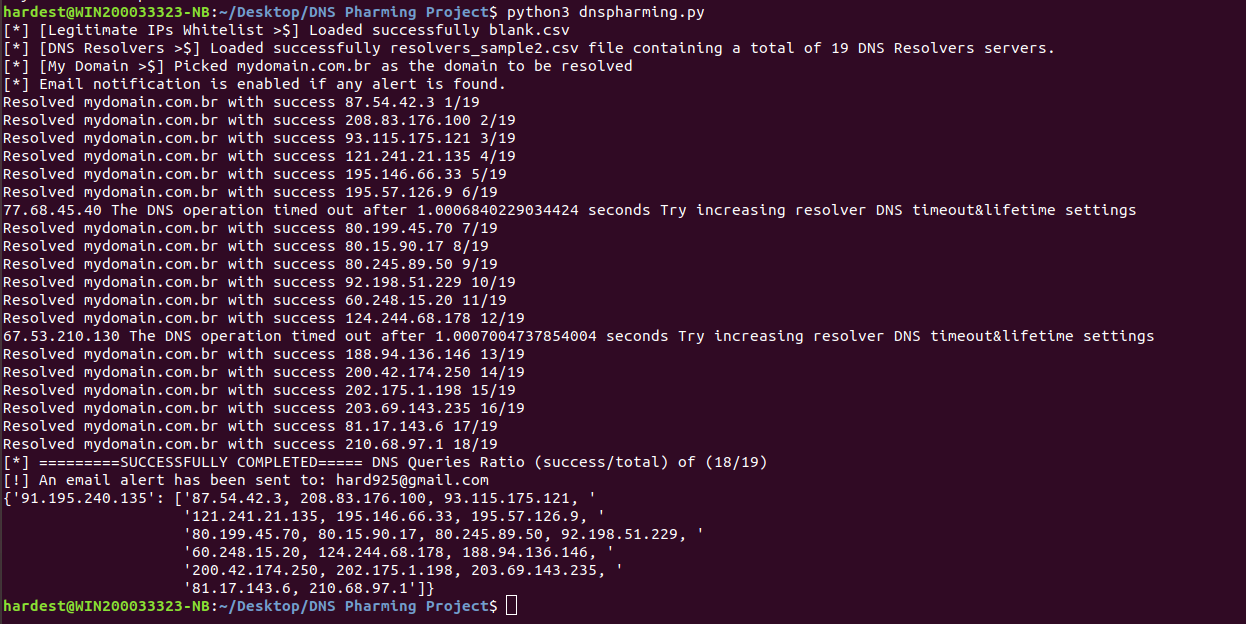 hardest@WIN200033323-NB:~/Desktop/DNS Pharming Project$ python3 dnspharming.py
[*] [Legitimate IPs Whitelist >$] Loaded successfully blank.csv
[*] [DNS Resolvers >$] Loaded successfully resolvers_sample2.csv file containing a total of 19 DNS Resolvers servers.
[*] [My Domain >$] Picked mydomain.com.br as the domain to be resolved
[*] Email notification is enabled if any alert is found.
Resolved mydomain.com.br with success 87.54.42.3 1/19
Resolved mydomain.com.br with success 208.83.176.100 2/19
Resolved mydomain.com.br with success 93.115.175.121 3/19
Resolved mydomain.com.br with success 121.241.21.135 4/19
Resolved mydomain.com.br with success 195.146.66.33 5/19
Resolved mydomain.com.br with success 195.57.126.9 6/19
77.68.45.40 The DNS operation timed out after 1.0006840229034424 seconds Try increasing resolver DNS timeout&lifetime settings
Resolved mydomain.com.br with success 80.199.45.70 7/19
Resolved mydomain.com.br with success 80.15.90.17 8/19
Resolved mydomain.com.br with success 80.245.89.50 9/19
Resolved mydomain.com.br with success 92.198.51.229 10/19
Resolved mydomain.com.br with success 60.248.15.20 11/19
Resolved mydomain.com.br with success 124.244.68.178 12/19
67.53.210.130 The DNS operation timed out after 1.0007004737854004 seconds Try increasing resolver DNS timeout&lifetime settings
Resolved mydomain.com.br with success 188.94.136.146 13/19
Resolved mydomain.com.br with success 200.42.174.250 14/19
Resolved mydomain.com.br with success 202.175.1.198 15/19
Resolved mydomain.com.br with success 203.69.143.235 16/19
Resolved mydomain.com.br with success 81.17.143.6 17/19
Resolved mydomain.com.br with success 210.68.97.1 18/19
[*] =========SUCCESSFULLY COMPLETED===== DNS Queries Ratio (success/total) of (18/19)
[!] An email alert has been sent to: hard925@gmail.com
{'91.195.240.135': ['87.54.42.3, 208.83.176.100, 93.115.175.121, '
'121.241.21.135, 195.146.66.33, 195.57.126.9, '
'80.199.45.70, 80.15.90.17, 80.245.89.50, 92.198.51.229, '
'60.248.15.20, 124.244.68.178, 188.94.136.146, '
'200.42.174.250, 202.175.1.198, 203.69.143.235, '
'81.17.143.6, 210.68.97.1']}
hardest@WIN200033323-NB:~/Desktop/DNS Pharming Project$